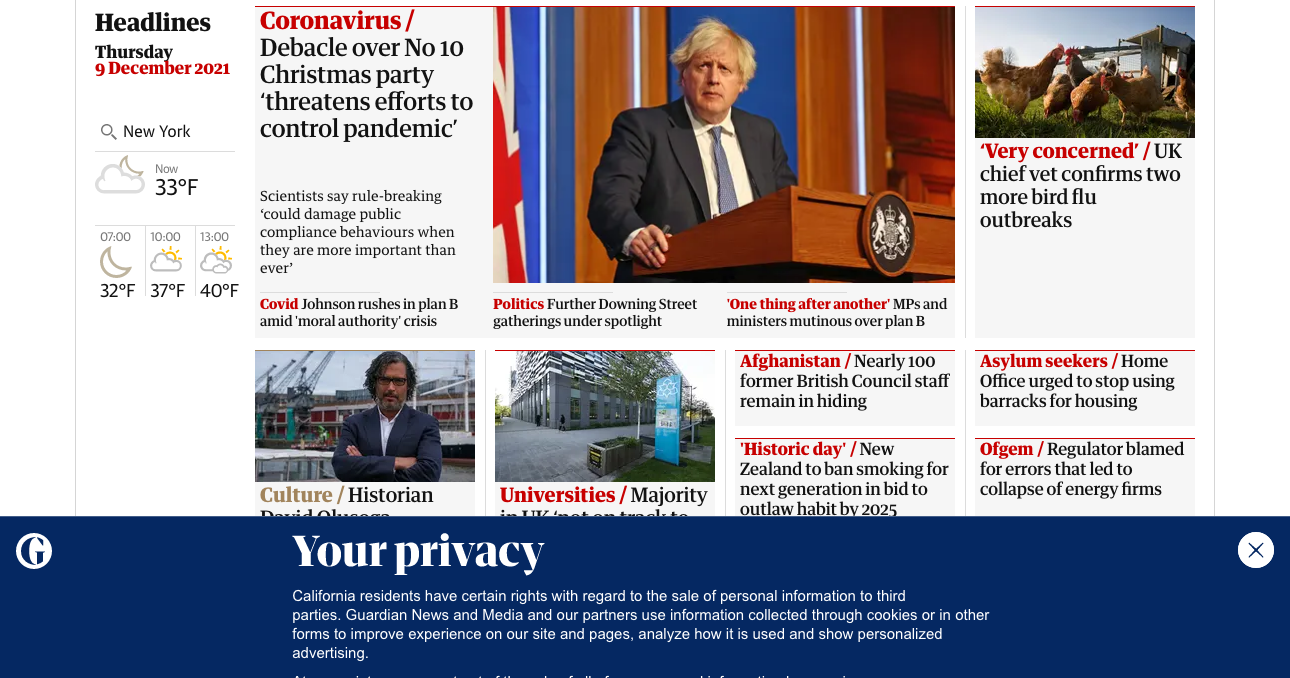 Headlines
Thursday
9 December 2021
New York
Now
33°F
07:00
10:00
13:00
32°F
37°F
40°F
Coronavirus /
Debacle over No 10
Christmas party
‘threatens efforts to
control pandemic’
Scientists say rule-breaking
‘could damage public
compliance behaviours when
they are more important than
ever’
Covid Johnson rushes in plan B
amid 'moral authority' crisis
Politics Further Downing Street
gatherings under spotlight
'One thing after another' MPs and
ministers mutinous over plan B
‘Very concerned’ / UK
chief vet confirms two
more bird flu
outbreaks
Culture / Historian
David Olusoga
Universities / Majority
in UK ‘not on track to
Afghanistan / Nearly 100
former British Council staff
remain in hiding
'Historic day' / New
Zealand to ban smoking for
next generation in bid to
outlaw habit by 2025
Asylum seekers / Home
Office urged to stop using
barracks for housing
Ofgem / Regulator blamed
for errors that led to
collapse of energy firms
Your privacy
California residents have certain rights with regard to the sale of personal information to third
parties. Guardian News and Media and our partners use information collected through cookies or in other
forms to improve experience on our site and pages, analyze how it is used and show personalized
advertising.